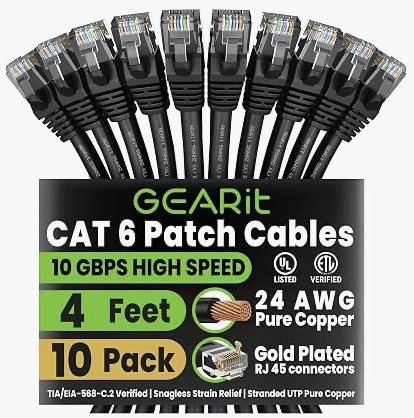 GEARit
CAT 6 Patch Cables
10 GBPS HIGH SPEED
UL
LISTED
ETL
VERIFIED
4 Feet
24 AWG
Pure Copper
10 Pack
Gold Plated
RJ 45 connectors
TIA/EIA-568-C.2 Verified | Snagless Strain Relief | Stranded UTP Pure Copper